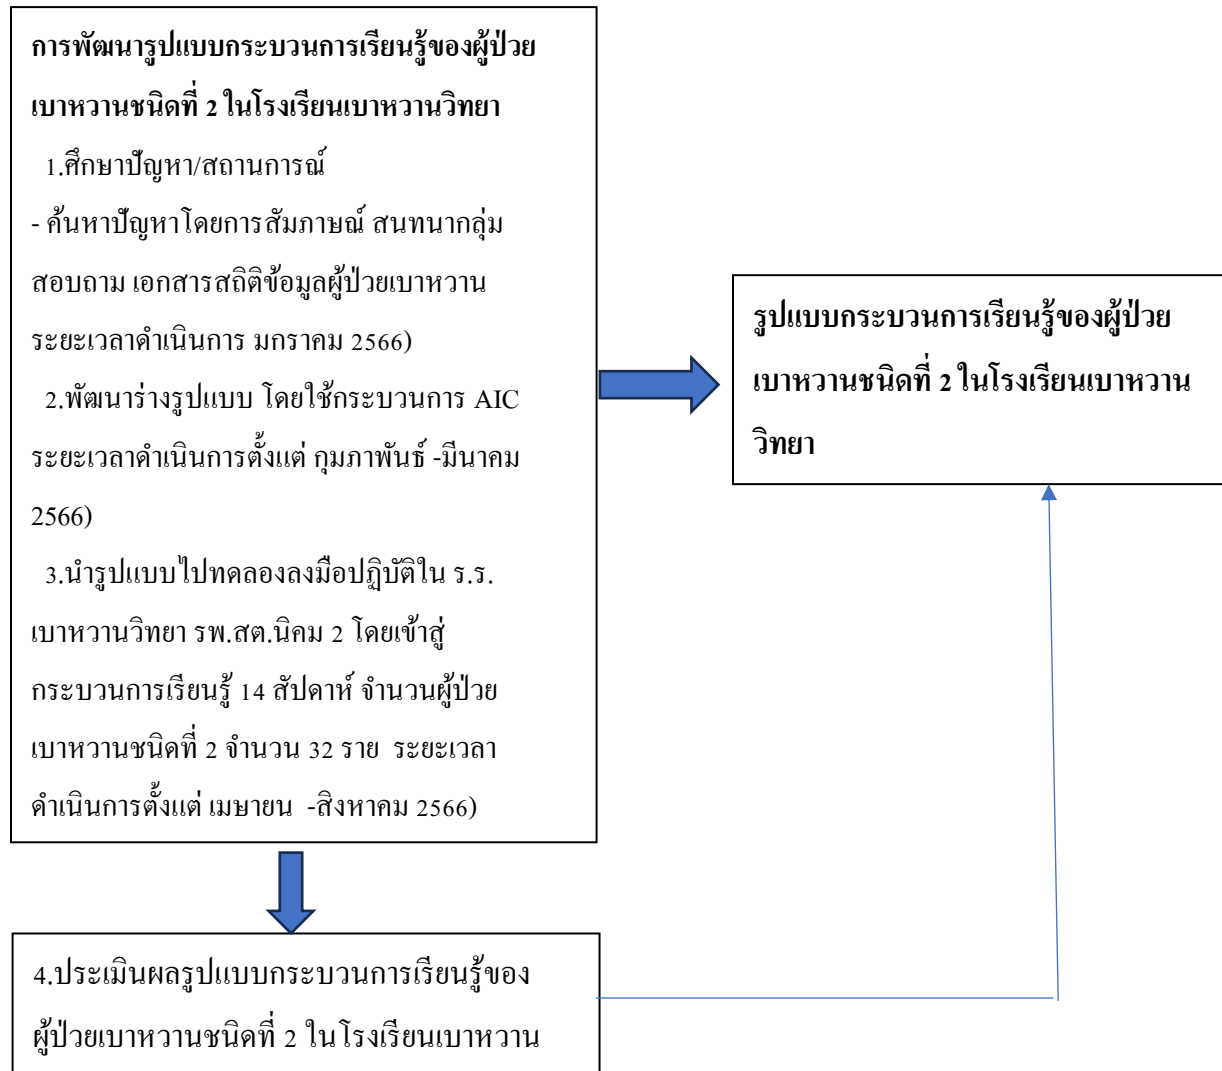 การพัฒนารูปแบบกระบวนการเรียนรู้ของผู้ป่วย
เบาหวานชนิดที่ 2 ในโรงเรียนเบาหวานวิทยา
1.ศึกษาปัญหา/สถานการณ์
- ค้นหาปัญหาโดยการสัมภาษณ์ สนทนากลุ่ม
สอบถาม เอกสารสถิติข้อมูลผู้ป่วยเบาหวาน
ระยะเวลาดำเนินการ มกราคม 2566)
2.พัฒนาร่างรูปแบบ โดยใช้กระบวนการ AIC
ระยะเวลาดำเนินการตั้งแต่ กุมภาพันธ์ -มีนาคม
2566)
3.นำรูปแบบไปทดลองลงมือปฏิบัติใน ร.ร.
เบาหวานวิทยา รพ.สต.นิคม 2 โดยเข้าสู่
กระบวนการเรียนรู้ 14 สัปดาห์ จำนวนผู้ป่วย
เบาหวานชนิดที่ 2 จำนวน 32 ราย ระยะเวลา
ดำเนินการตั้งแต่ เมษายน -สิงหาคม 2566)
รูปแบบกระบวนการเรียนรู้ของผู้ป่วย
เบาหวานชนิดที่ 2 ในโรงเรียนเบาหวาน
วิทยา
4.ประเมินผลรูปแบบกระบวนการเรียนรู้ของ
ผู้ป่วยเบาหวานชนิดที่ 2 ในโรงเรียนเบาหวาน